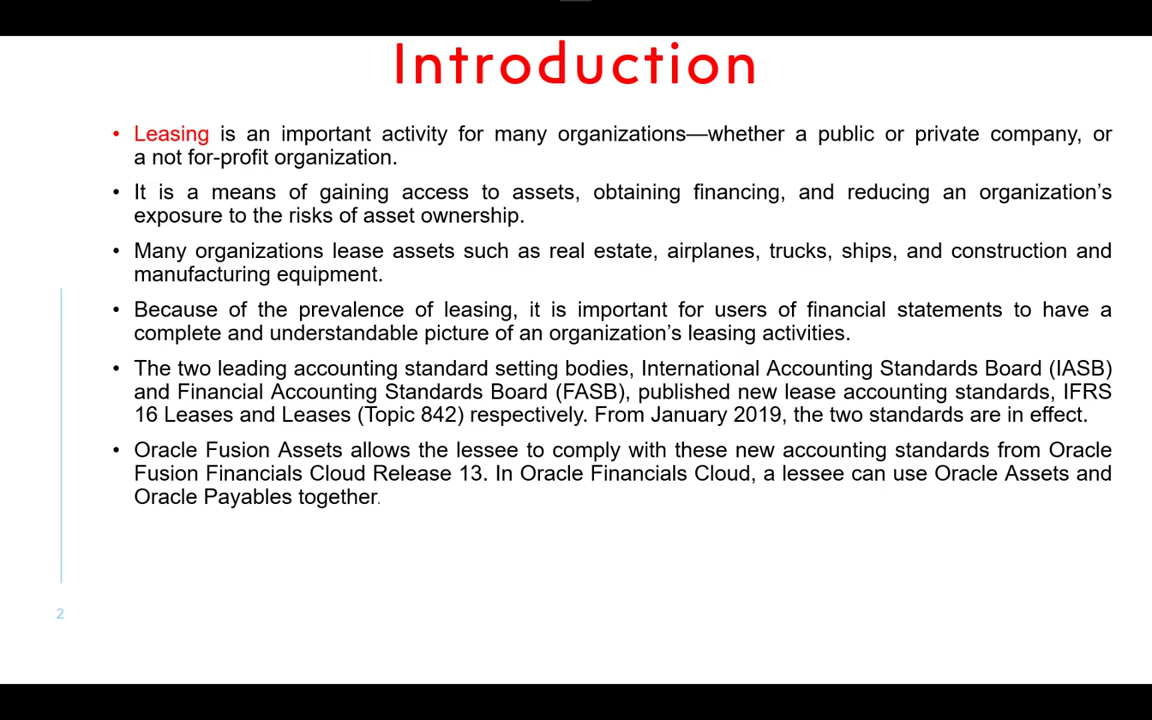 Introduction
• Leasing is an important activity for many organizations—whether a public or private company, or
a not for-profit organization.
• It is a means of gaining access to assets, obtaining financing, and reducing an organization’s
exposure to the risks of asset ownership.
• Many organizations lease assets such as real estate, airplanes, trucks, ships, and construction and
manufacturing equipment.
• Because of the prevalence of leasing, it is important for users of financial statements to have a
complete and understandable picture of an organization’s leasing activities.
• The two leading accounting standard setting bodies, International Accounting Standards Board (IASB)
and Financial Accounting Standards Board (FASB), published new lease accounting standards, IFRS
16 Leases and Leases (Topic 842) respectively. From January 2019, the two standards are in effect.
• Oracle Fusion Assets allows the lessee to comply with these new accounting standards from Oracle
Fusion Financials Cloud Release 13. In Oracle Financials Cloud, a lessee can use Oracle Assets and
Oracle Payables together.
2